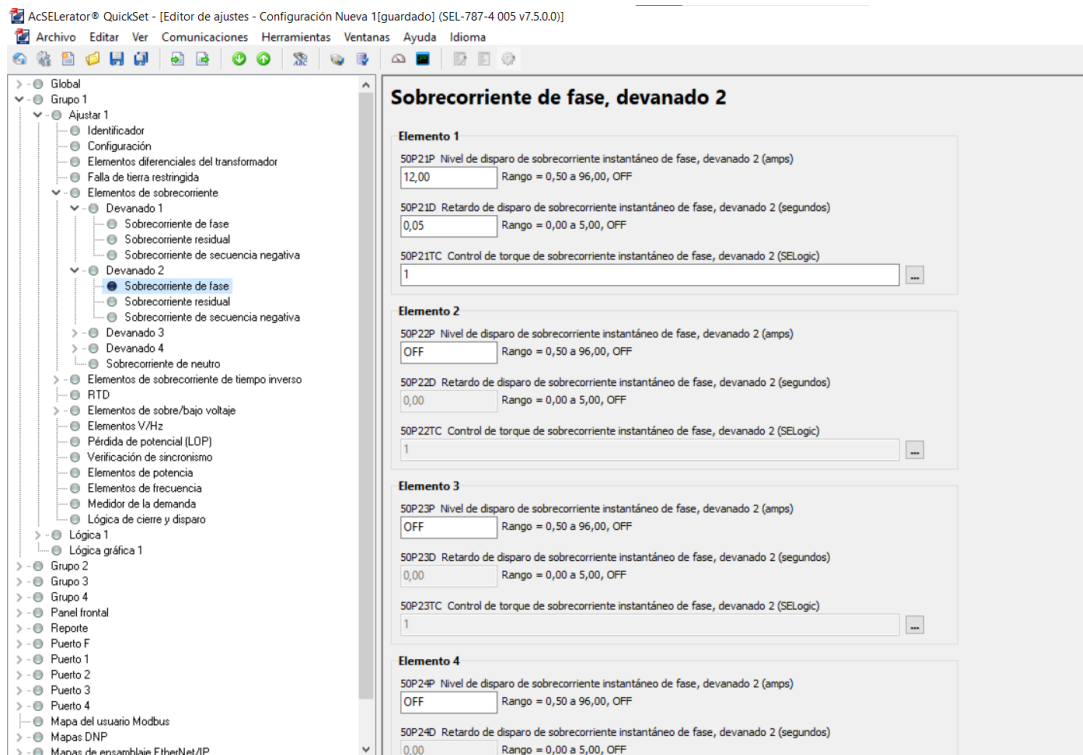 AcSELerator® QuickSet - [Editor de ajustes - Configuración Nueva 1[guardado] (SEL-787-4 005 v7.5.0.0)]
Archivo Editar Ver Comunicaciones Herramientas Ventanas Ayuda Idioma
Global
Grupo 1
Ajustar 1
Identificador
Configuración
Elementos diferenciales del transformador
Falla de tierra restringida
Elementos de sobrecorriente
Devanado 1
Sobrecorriente de fase
Sobrecorriente residual
Sobrecorriente de secuencia negativa
Devanado 2
Sobrecorriente de fase
Sobrecorriente residual
Sobrecorriente de secuencia negativa
Devanado 3
Devanado 4
Sobrecorriente de neutro
Elementos de sobrecorriente de tiempo inverso
RTD
Elementos de sobre/bajo voltaje
Elementos V/Hz
Pérdida de potencial (LOP)
Verificación de sincronismo
Elementos de potencia
Elementos de frecuencia
Medidor de la demanda
Lógica de cierre y disparo
Lógica 1
Lógica gráfica 1
Grupo 2
Grupo 3
Grupo 4
Panel frontal
Reporte
Puerto F
Puerto 1
Puerto 2
Puerto 3
Puerto 4
Mapa del usuario Modbus
Mapas DNP
Mapas de ensamblaje EtherNet/IP
Sobrecorriente de fase, devanado 2
Elemento 1
50P21P Nivel de disparo de sobrecorriente instantáneo de fase, devanado 2 (amps)
12,00 Rango = 0,50 a 96,00, OFF
50P21D Retardo de disparo de sobrecorriente instantáneo de fase, devanado 2 (segundos)
0,05 Rango = 0,00 a 5,00, OFF
50P21TC Control de torque de sobrecorriente instantáneo de fase, devanado 2 (SELogic)
1 ...
Elemento 2
50P22P Nivel de disparo de sobrecorriente instantáneo de fase, devanado 2 (amps)
OFF Rango = 0,50 a 96,00, OFF
50P22D Retardo de disparo de sobrecorriente instantáneo de fase, devanado 2 (segundos)
0,00 Rango = 0,00 a 5,00, OFF
50P22TC Control de torque de sobrecorriente instantáneo de fase, devanado 2 (SELogic)
1 ...
Elemento 3
50P23P Nivel de disparo de sobrecorriente instantáneo de fase, devanado 2 (amps)
OFF Rango = 0,50 a 96,00, OFF
50P23D Retardo de disparo de sobrecorriente instantáneo de fase, devanado 2 (segundos)
0,00 Rango = 0,00 a 5,00, OFF
50P23TC Control de torque de sobrecorriente instantáneo de fase, devanado 2 (SELogic)
1 ...
Elemento 4
50P24P Nivel de disparo de sobrecorriente instantáneo de fase, devanado 2 (amps)
OFF Rango = 0,50 a 96,00, OFF
50P24D Retardo de disparo de sobrecorriente instantáneo de fase, devanado 2 (segundos)
0,00 Rango = 0,00 a 5,00, OFF